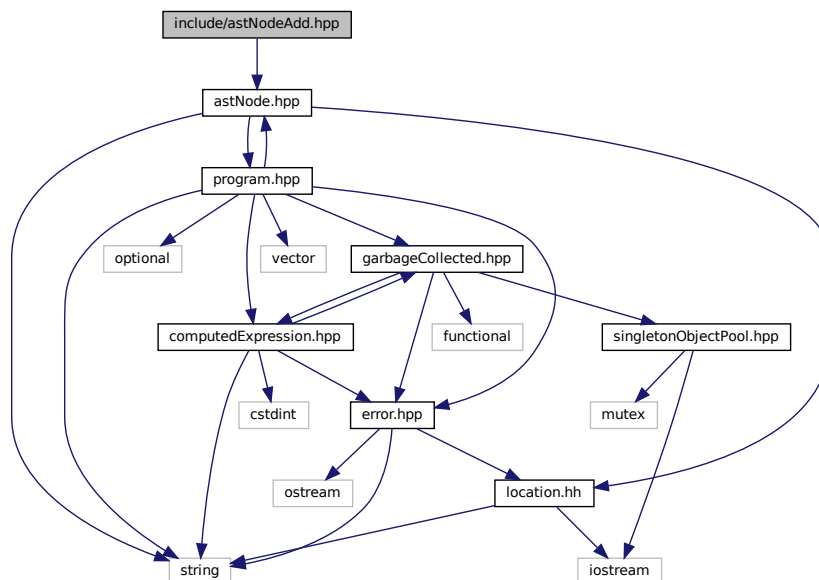 include/astNodeAdd.hpp
astNode.hpp
program.hpp
optional
vector
garbageCollected.hpp
computedExpression.hpp
functional
singletonObjectPool.hpp
cstdint
error.hpp
mutex
ostream
location.hh
string
iostream